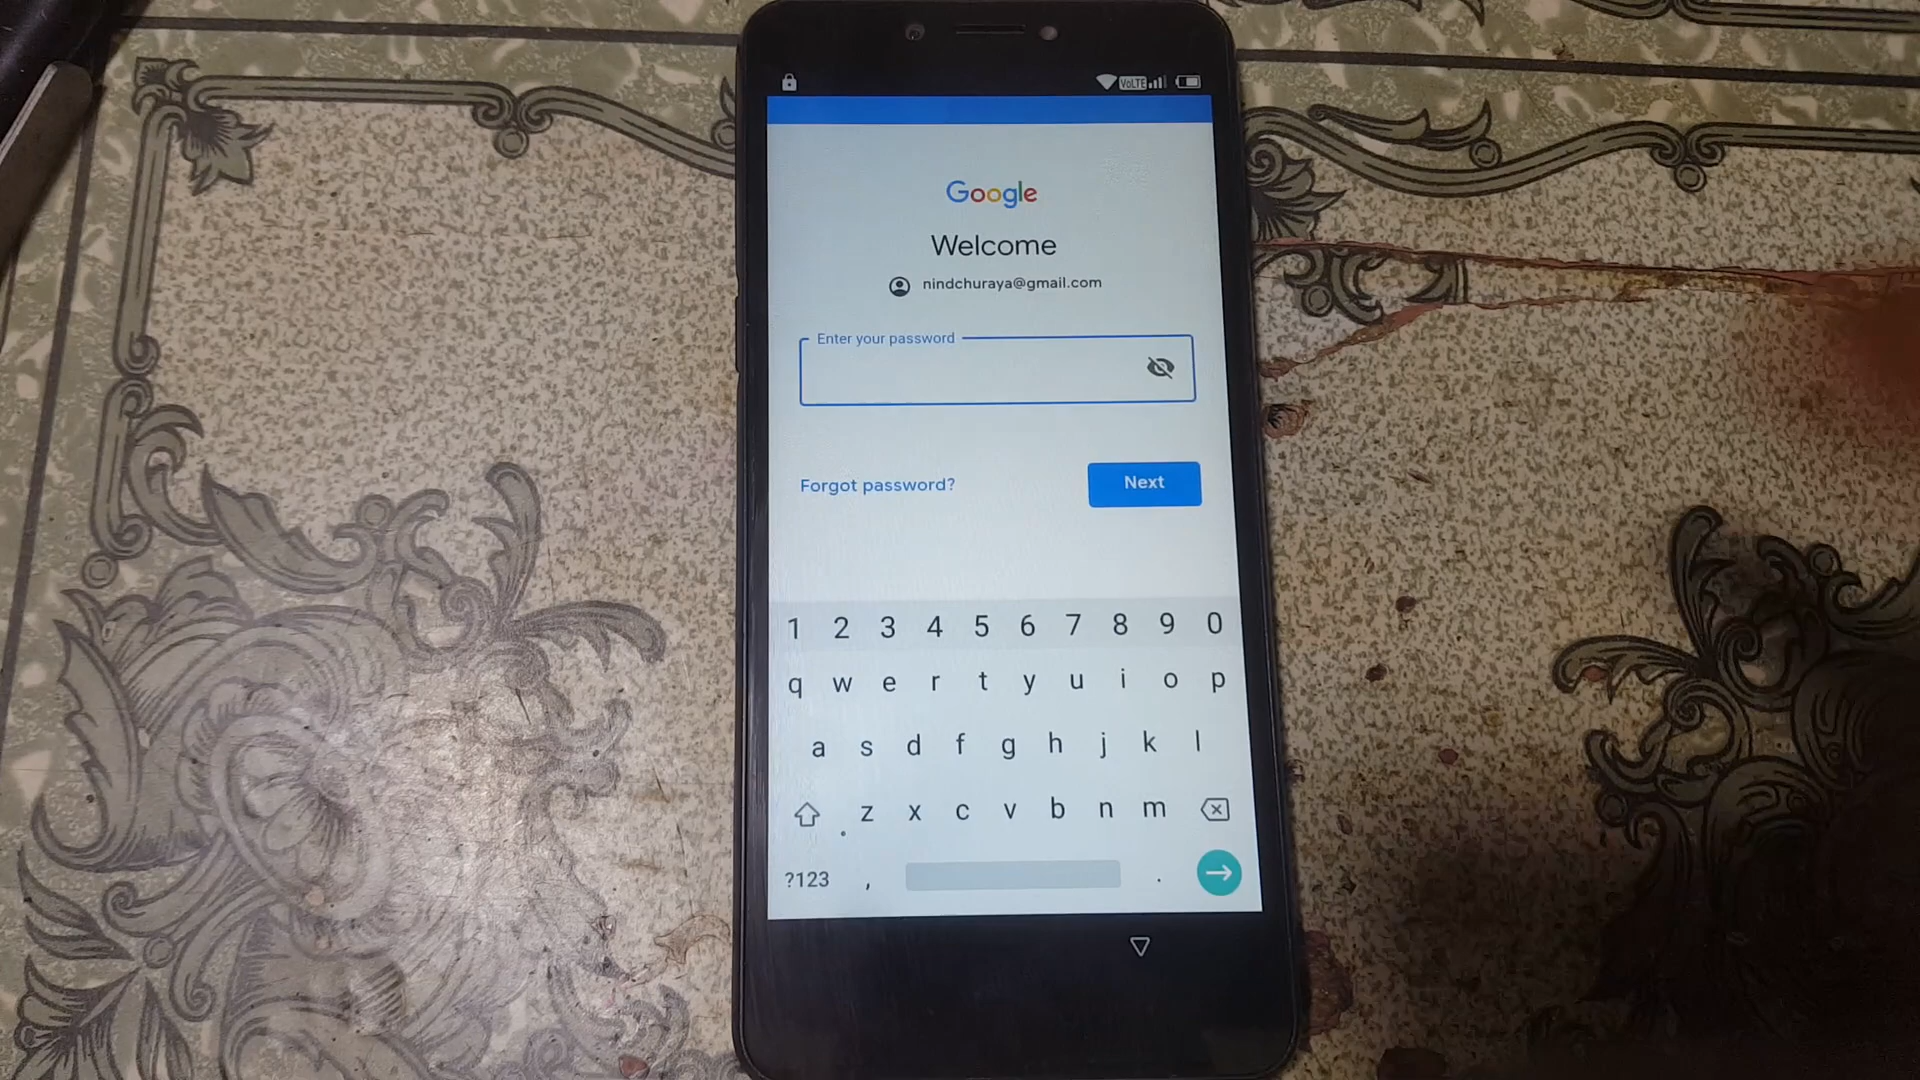 VoLTE
Google
Welcome
nindchuraya@gmail.com
Enter your password
Forgot password?
Next
1 2 3 4 5 6 7 8 9 0
q w e r t y u i o p
a s d f g h j k l
z x c v b n m
?123 , .